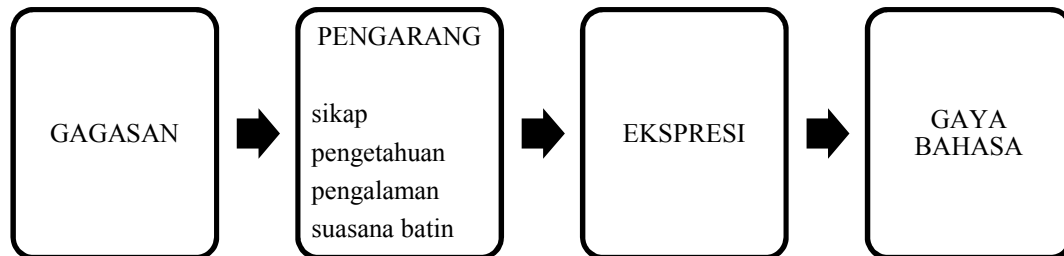 GAGASAN
PENGARANG
sikap
pengetahuan
pengalaman
suasana batin
EKSPRESI
GAYA
BAHASA